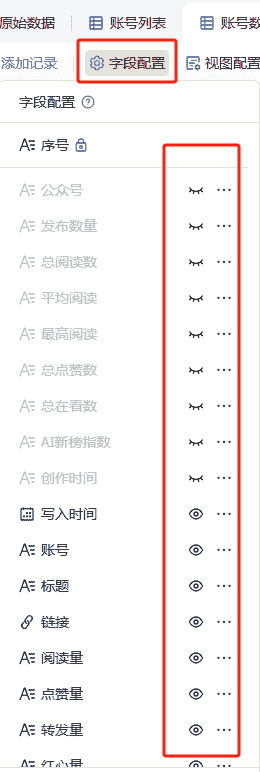 原始数据 账号列表 账号数
添加记录 字段配置 视图配置
字段配置
序号
公众号
发布数量
总阅读数
平均阅读
最高阅读
总点赞数
总在看数
AI新榜指数
创作时间
写入时间
账号
标题
链接
阅读量
点赞量
转发量
红心量